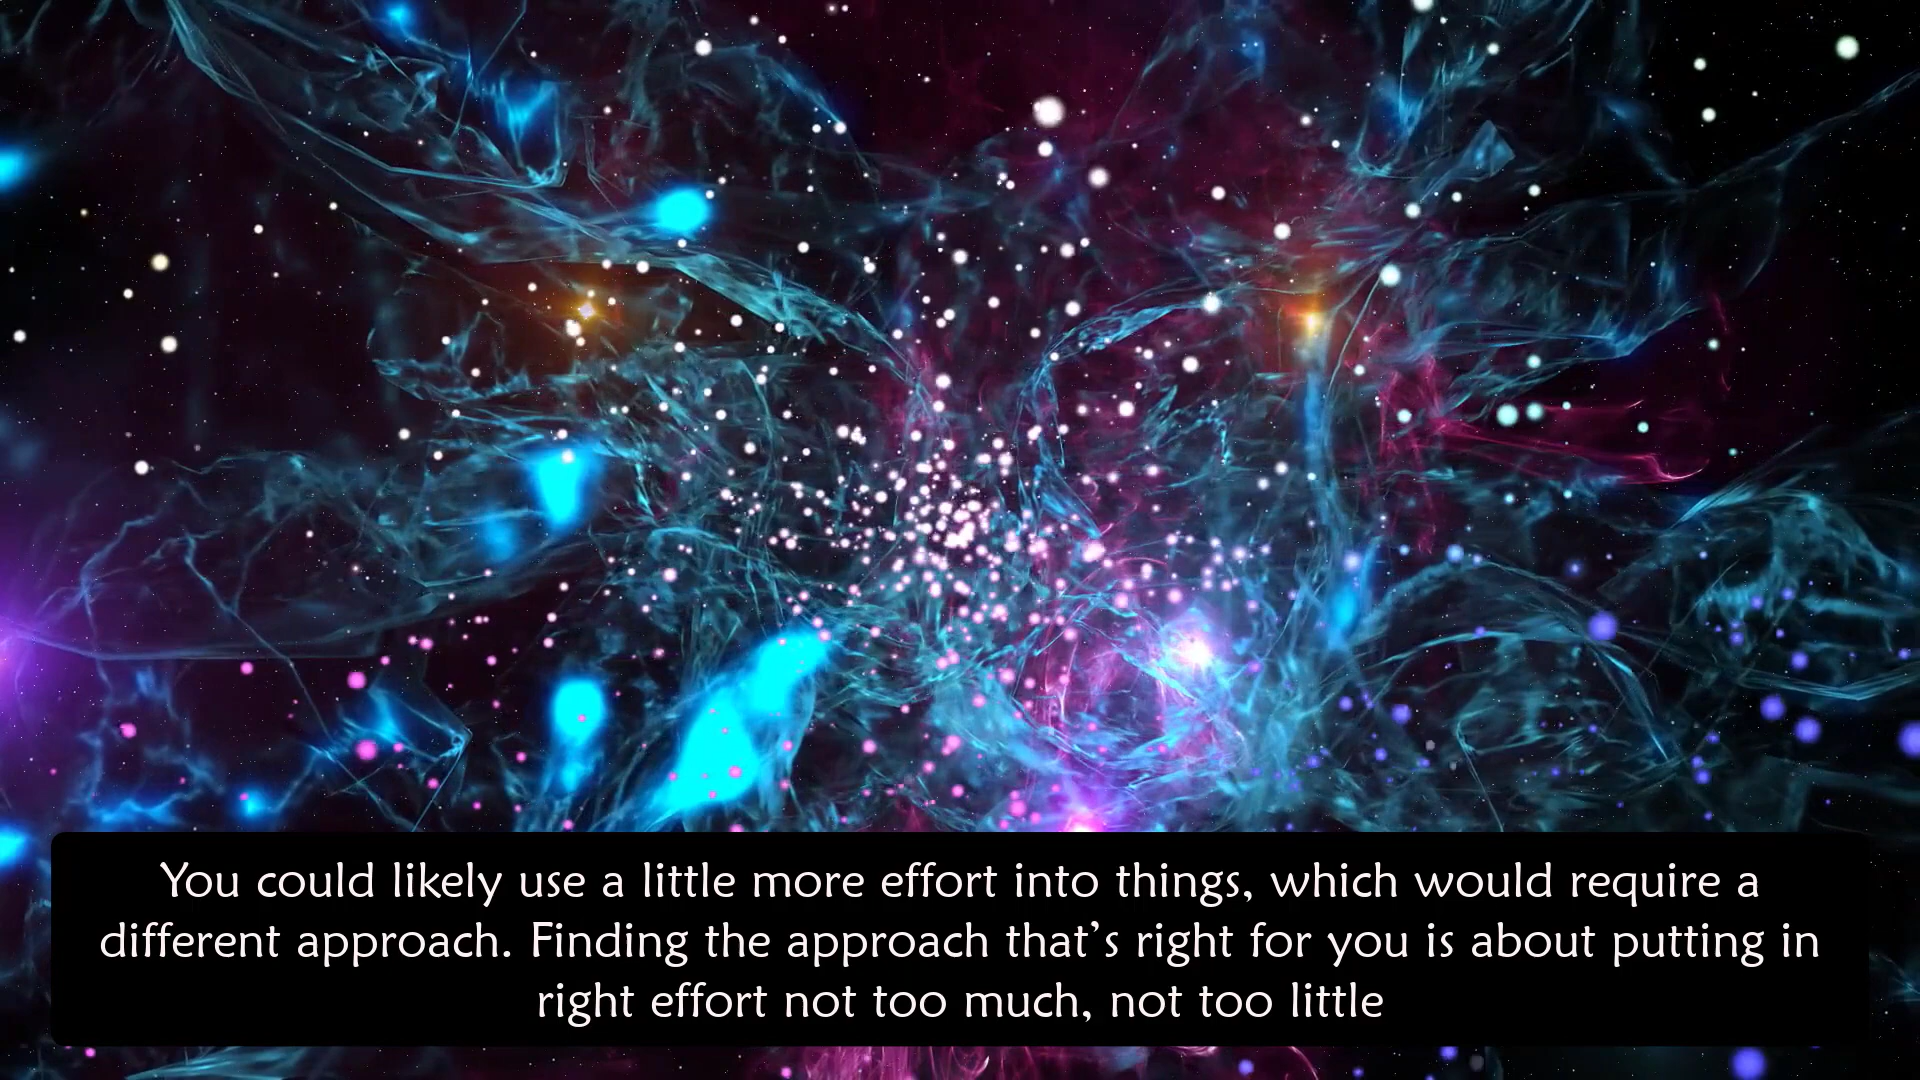 You could likely use a little more effort into things, which would require a
different approach. Finding the approach that’s right for you is about putting in
right effort not too much, not too little